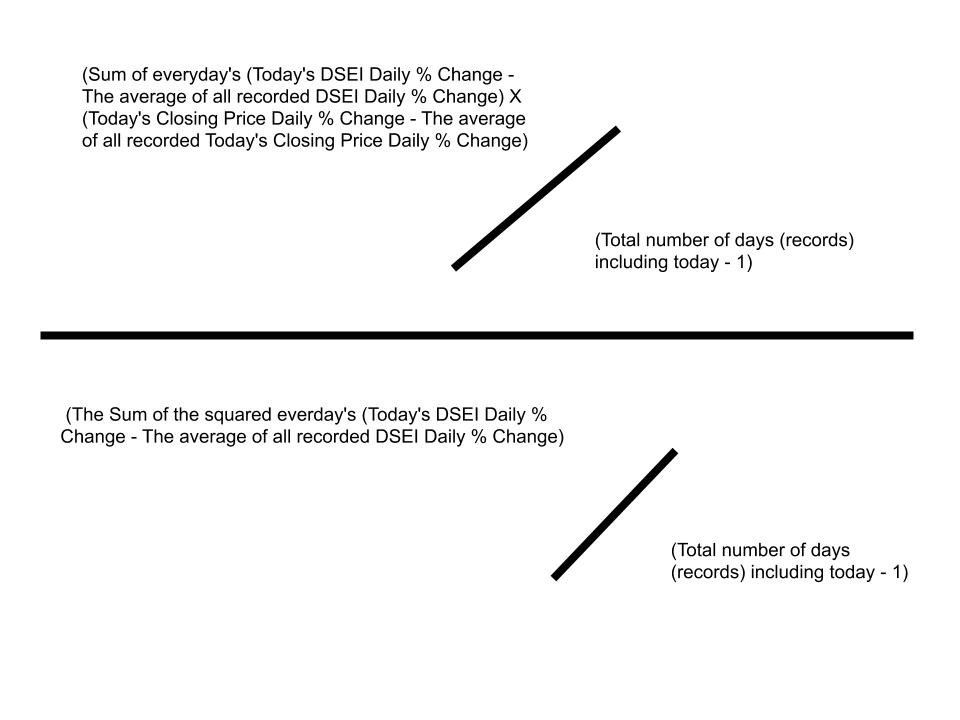 (Sum of everyday's (Today's DSEI Daily % Change -
The average of all recorded DSEI Daily % Change) X
(Today's Closing Price Daily % Change - The average
of all recorded Today's Closing Price Daily % Change)
(Total number of days (records)
including today - 1)
(The Sum of the squared everday's (Today's DSEI Daily %
Change - The average of all recorded DSEI Daily % Change)
(Total number of days
(records) including today - 1)